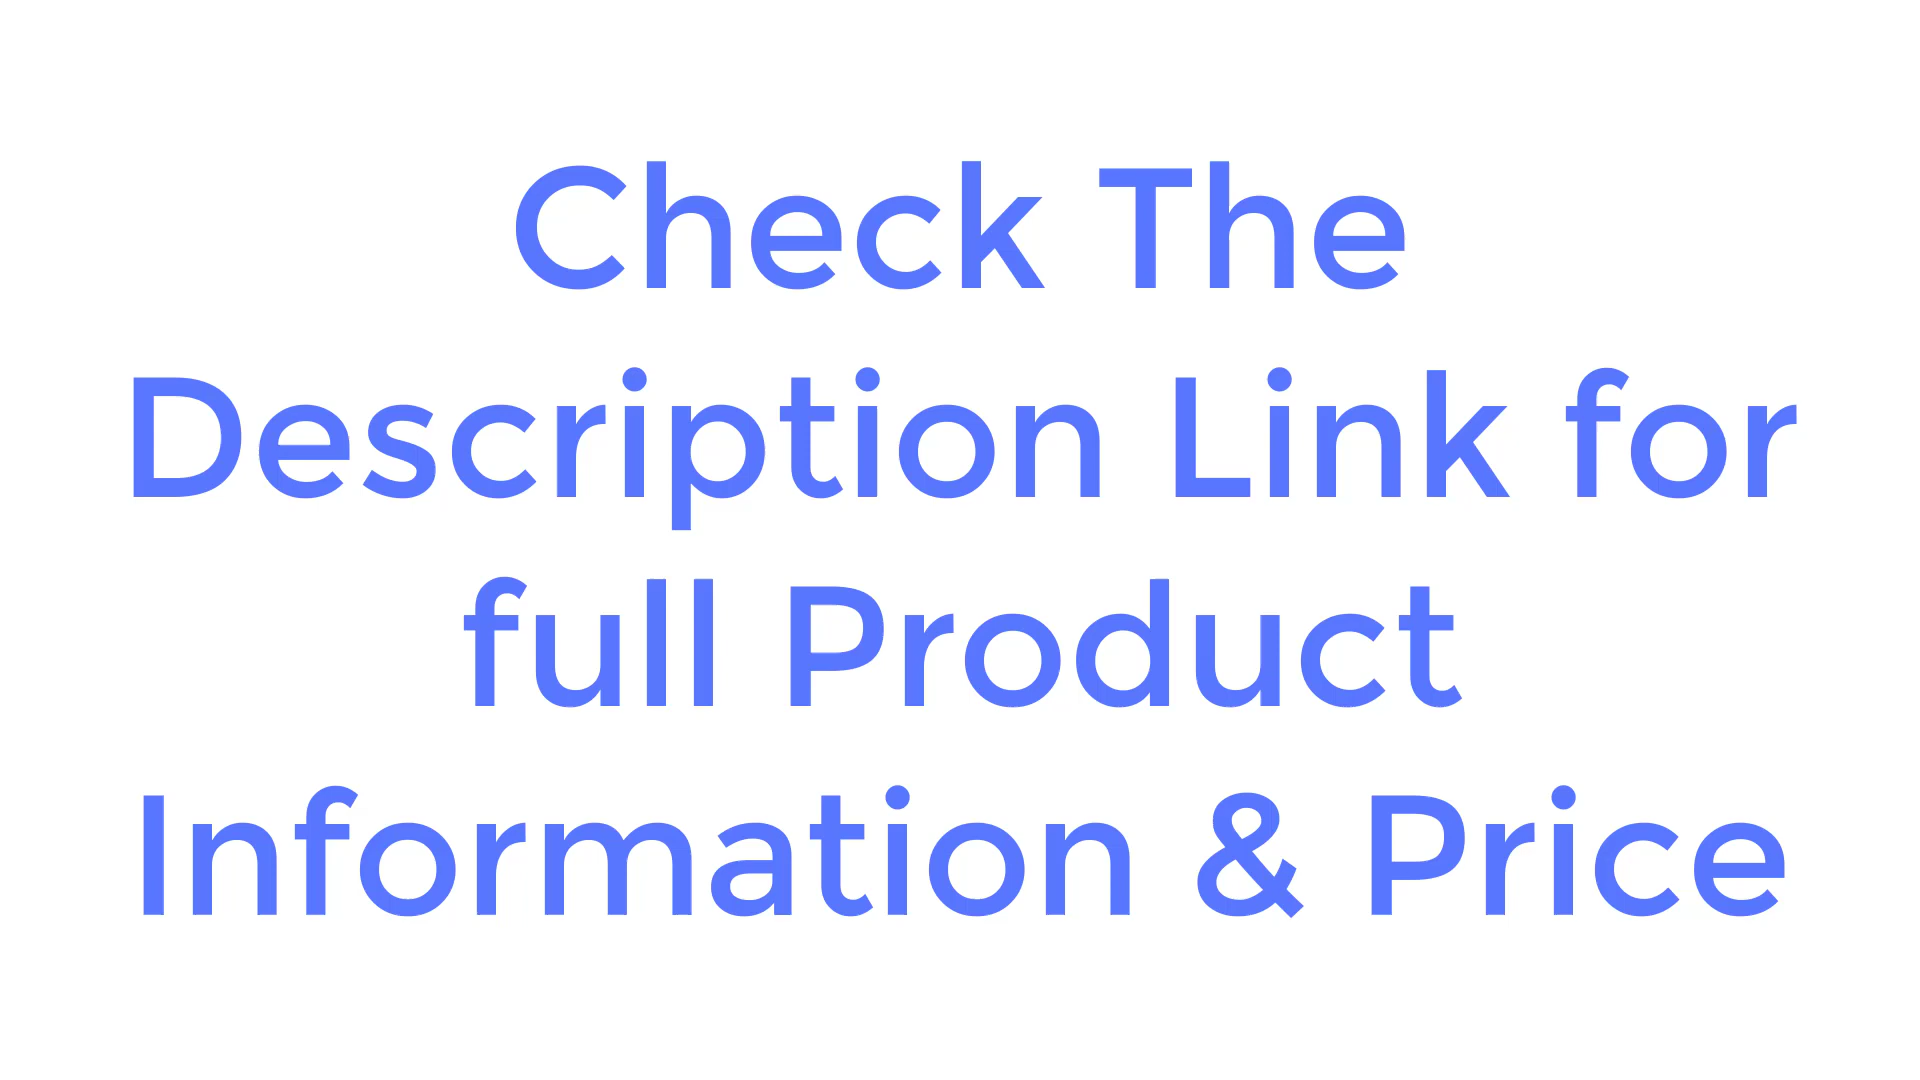 Check The
Description Link for
full Product
Information & Price